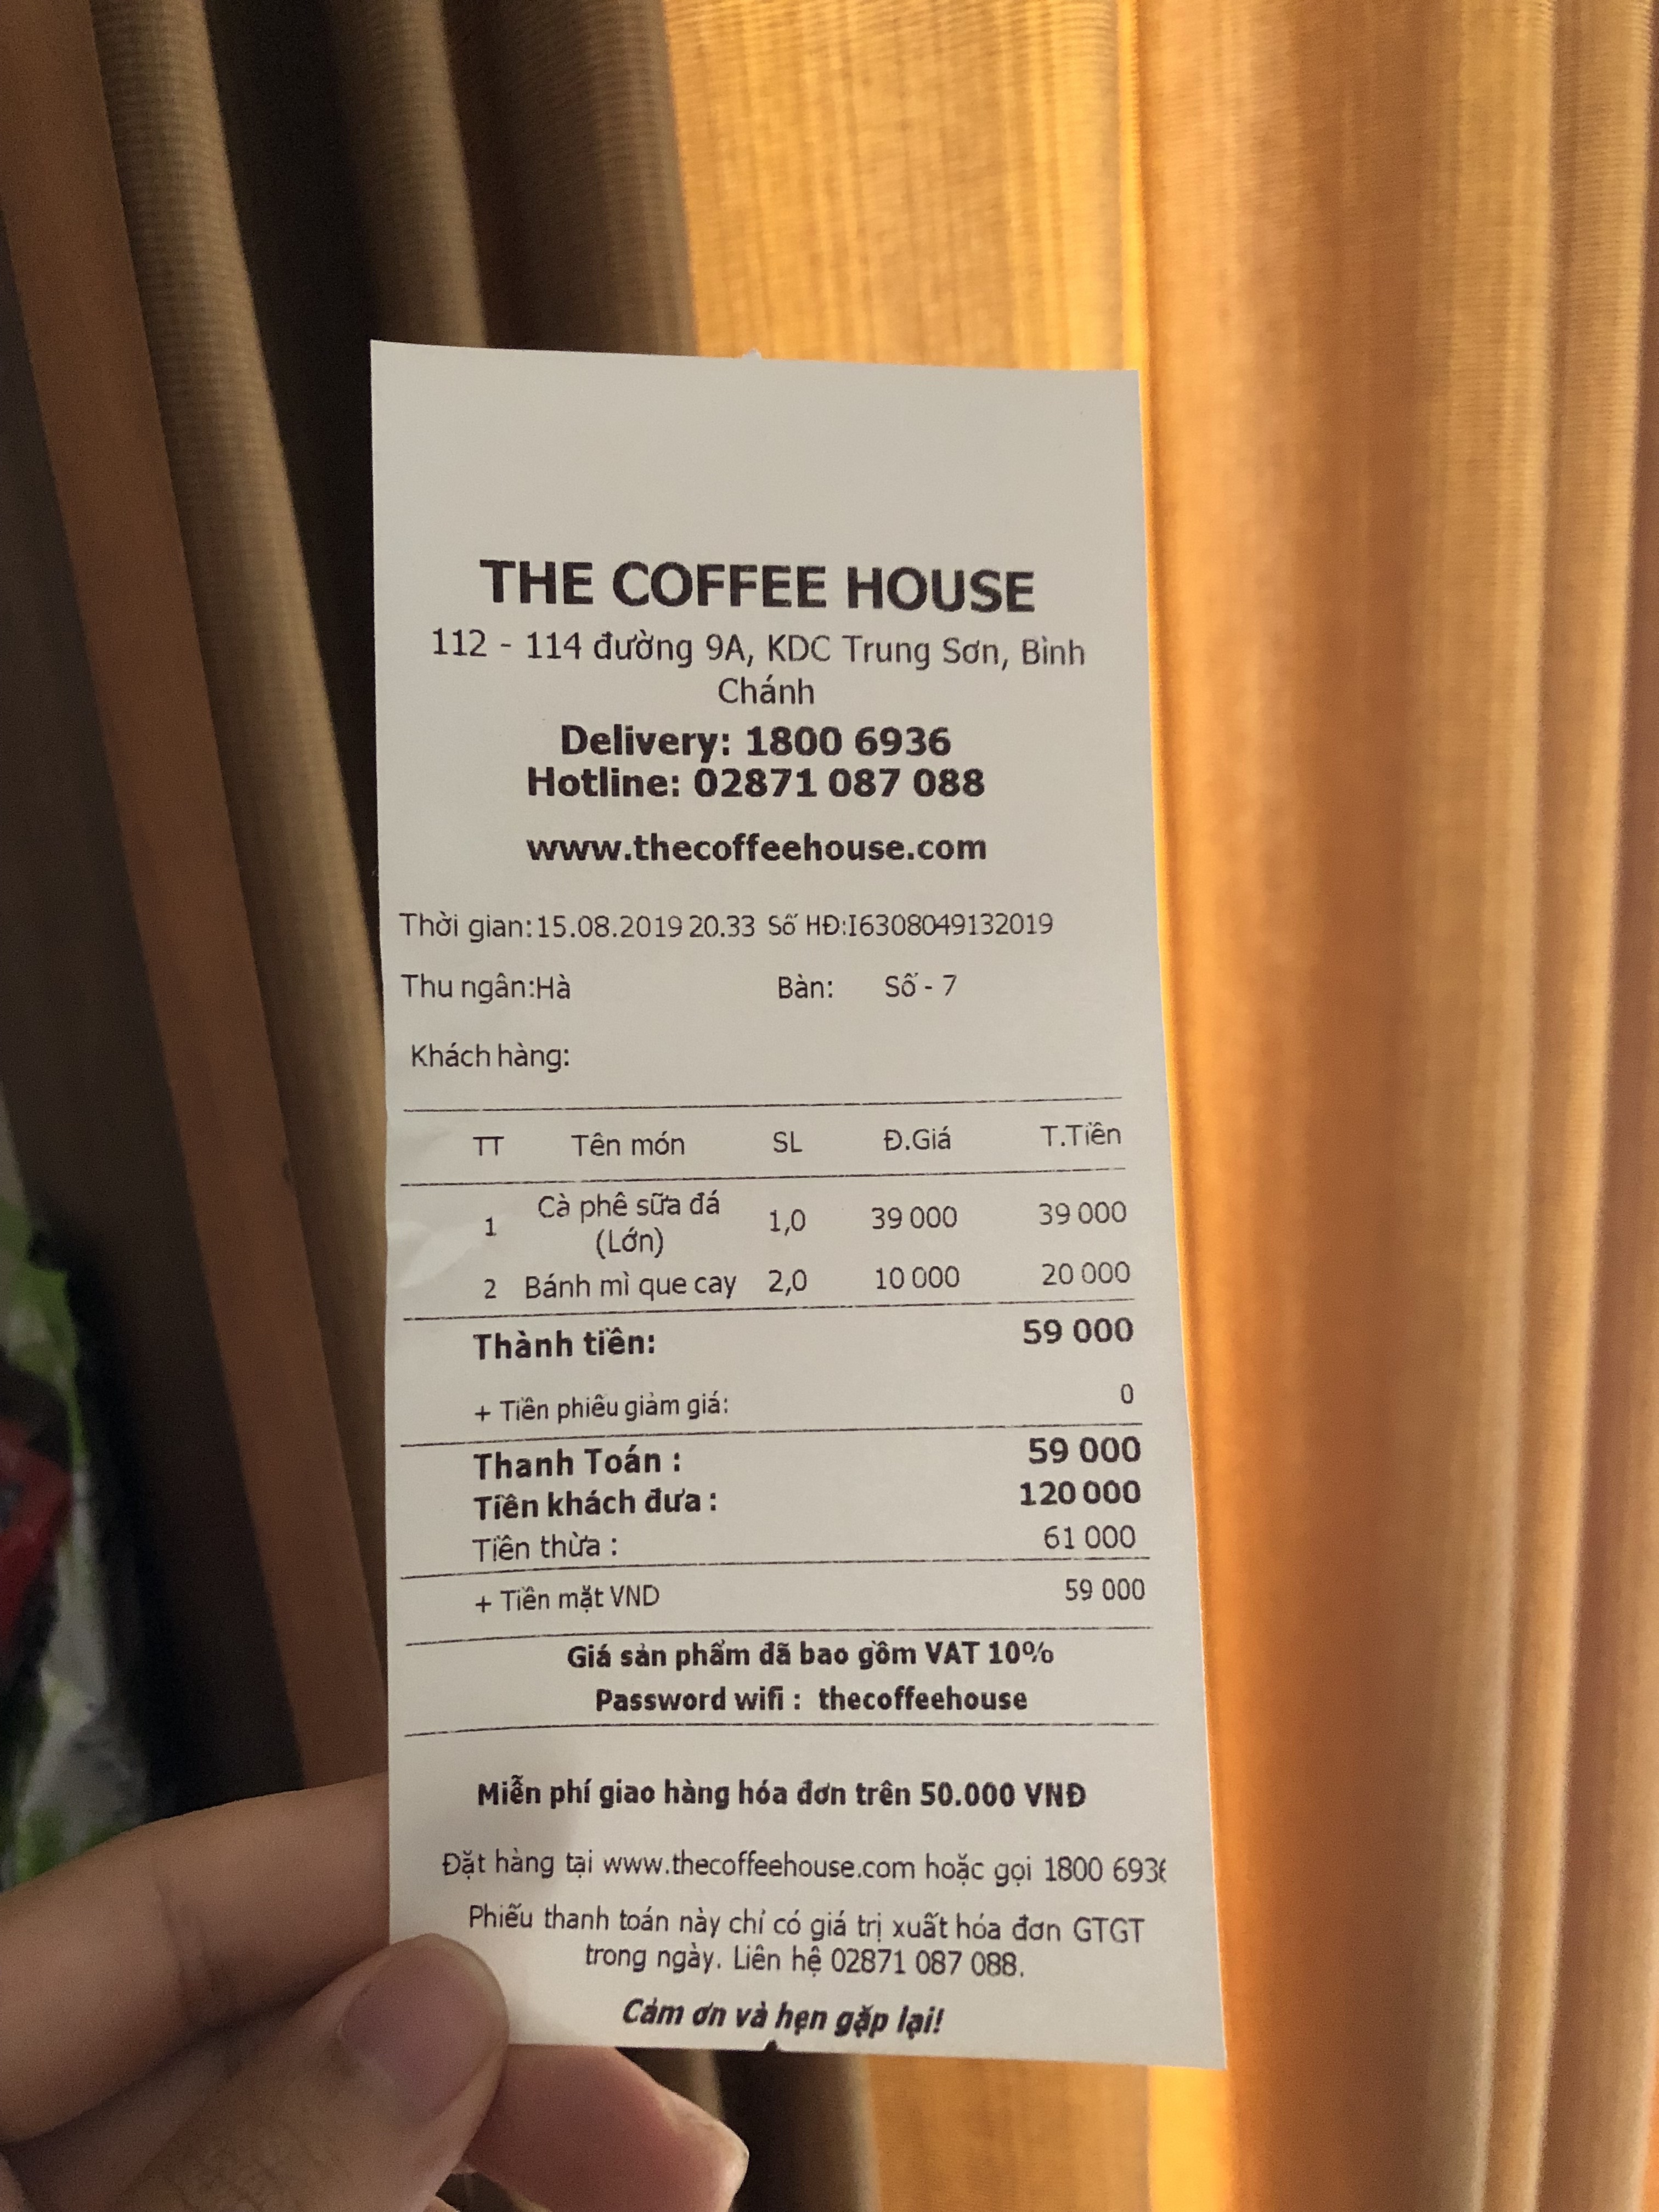 THE COFFEE HOUSE
112 - 114 đường 9A, KDC Trung Sơn, Bình
Chánh
Delivery: 1800 6936
Hotline: 02871 087 088
www.thecoffeehouse.com
Thời gian:15.08.2019 20.33 Số HĐ:I6308049132019
Thu ngân:Hà Bàn: Số - 7
Khách hàng:
TT Tên món SL Đ.Giá T.Tiền
1 Cà phê sữa đá 1,0 39 000 39 000
(Lớn)
2 Bánh mì que cay 2,0 10 000 20 000
Thành tiền: 59 000
+ Tiền phiếu giảm giá: 0
Thanh Toán : 59 000
Tiền khách đưa : 120 000
Tiền thừa : 61 000
+ Tiền mặt VND 59 000
Giá sản phẩm đã bao gồm VAT 10%
Password wifi : thecoffeehouse
Miễn phí giao hàng hóa đơn trên 50.000 VNĐ
Đặt hàng tại www.thecoffeehouse.com hoặc gọi 1800 6936
Phiếu thanh toán này chỉ có giá trị xuất hóa đơn GTGT
trong ngày. Liên hệ 02871 087 088.
Cảm ơn và hẹn gặp lại!